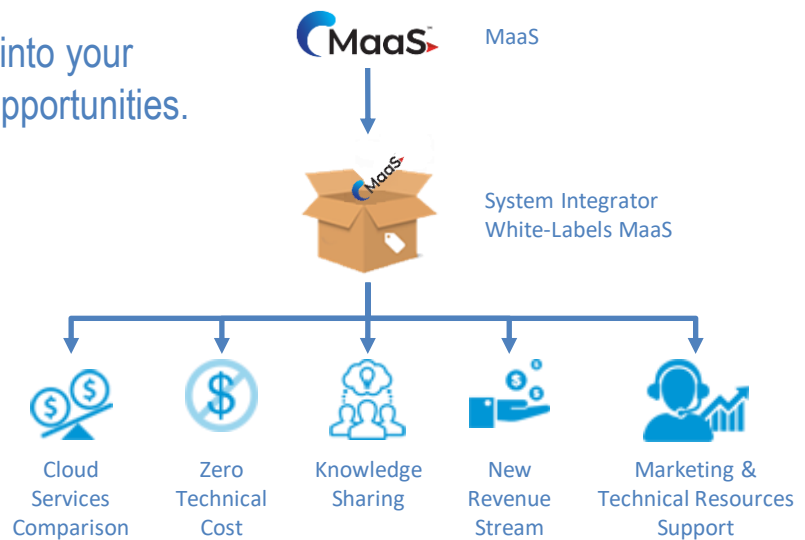 into your
pportunities.
MaaS
MaaS
MaaS
System Integrator
White-Labels MaaS
Cloud
Services
Comparison
Zero
Technical
Cost
Knowledge
Sharing
New
Revenue
Stream
Marketing &
Technical Resources
Support